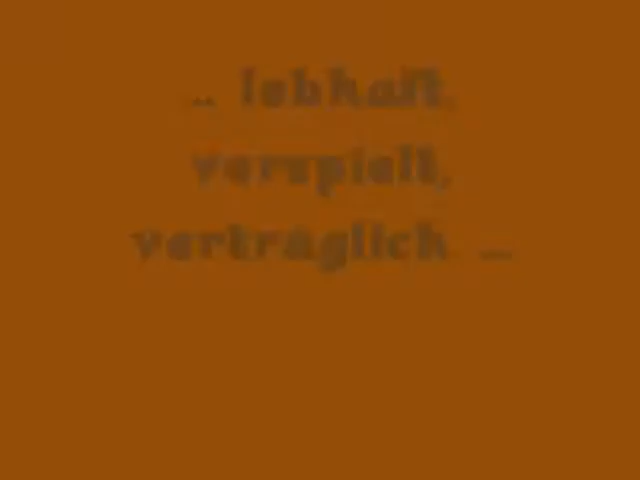 ... lebhaft,
verspielt,
verträglich ...